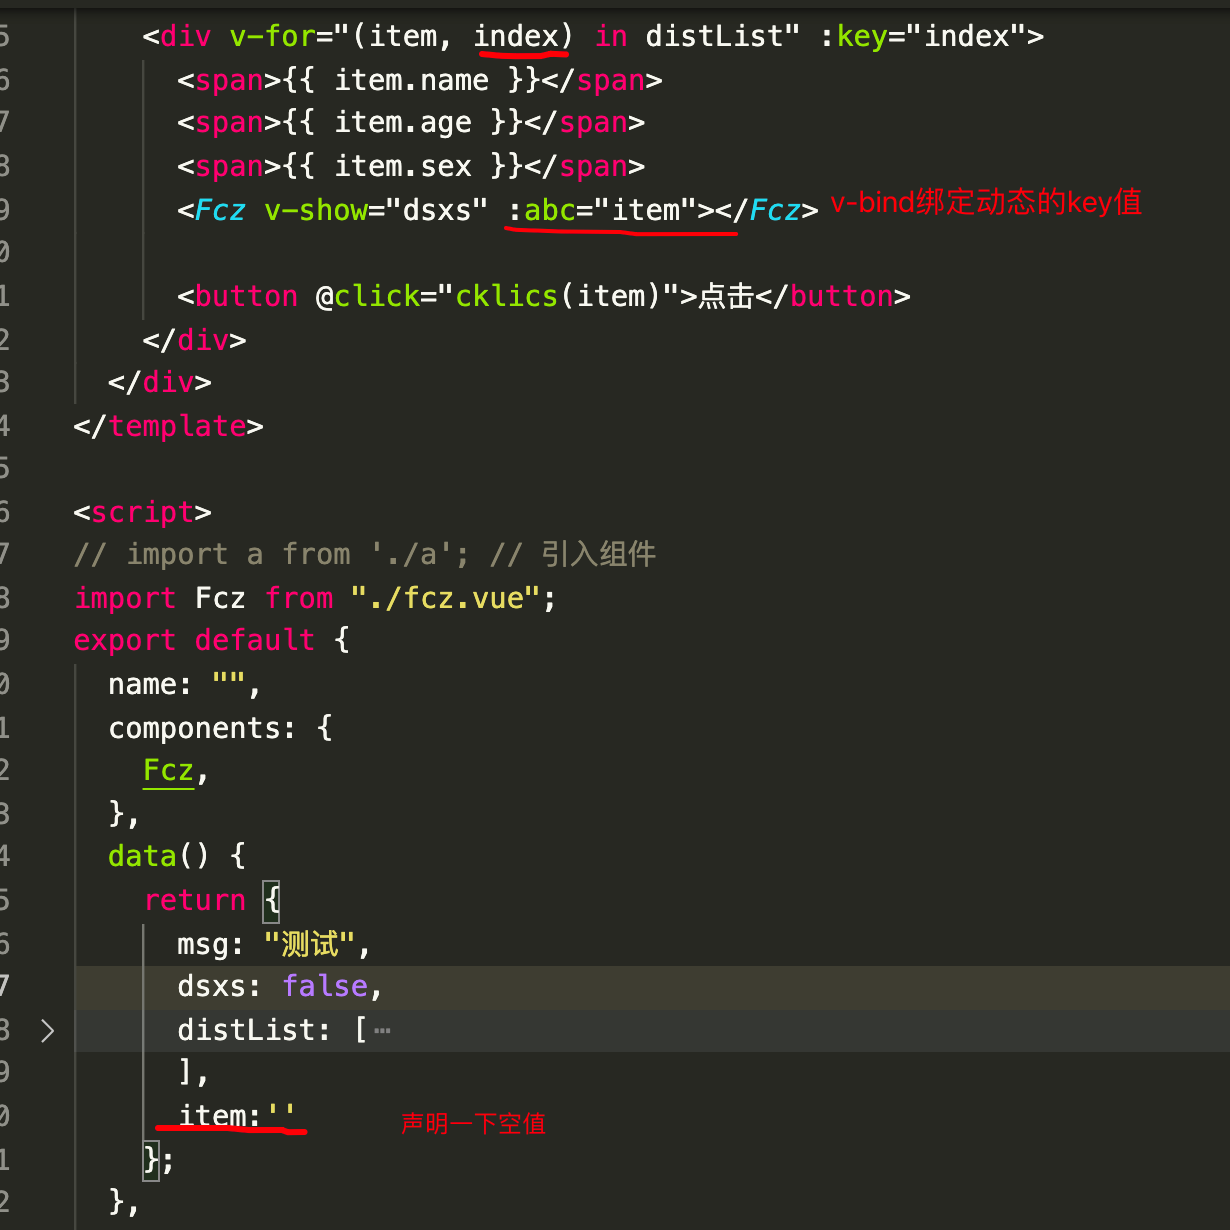 5 <div v-for="(item, index) in distList" :key="index">
6 <span>{{ item.name }}</span>
7 <span>{{ item.age }}</span>
8 <span>{{ item.sex }}</span>
9 <Fcz v-show="dsxs" :abc="item"></Fcz> v-bind绑定动态的key值
0
1 <button @click="cklics(item)">点击</button>
2 </div>
3 </div>
4 </template>
5
6 <script>
7 // import a from './a'; // 引入组件
8 import Fcz from "./fcz.vue";
9 export default {
0 name: "",
1 components: {
2 Fcz,
3 },
4 data() {
5 return {
6 msg: "测试",
7 dsxs: false,
8 distList: [⋯
9 ],
0 item:'' 声明一下空值
1 };
2 },